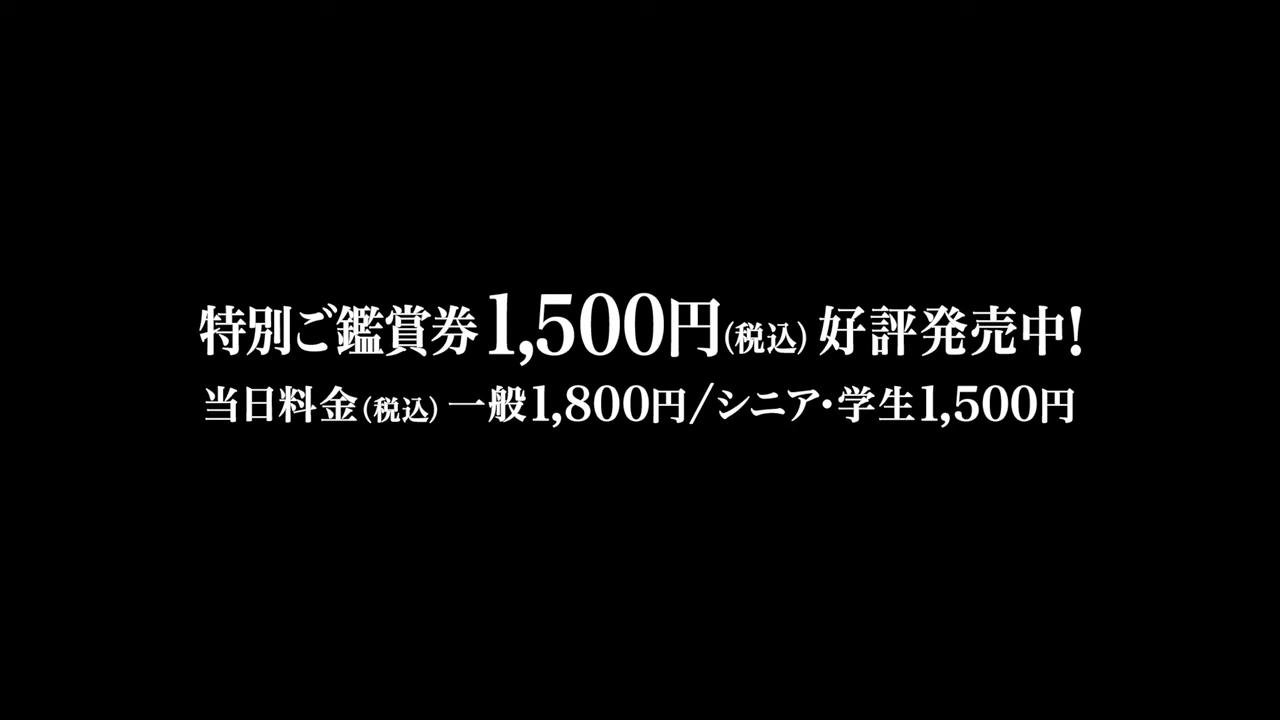 特別ご鑑賞券1,500円(税込)好評発売中!
当日料金(税込)一般1,800円/シニア・学生1,500円